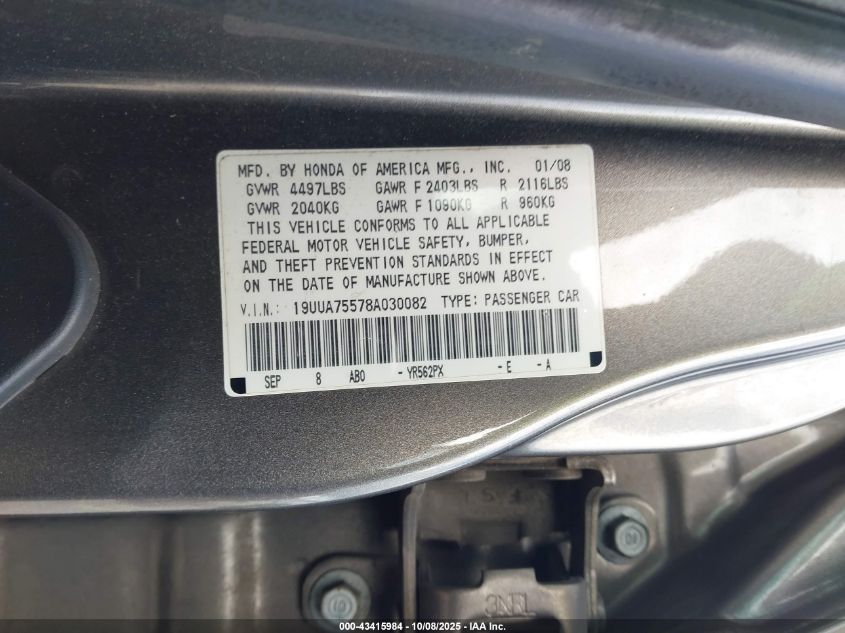 MFD. BY HONDA OF AMERICA MFG., INC. 01/08
GVWR 4497LBS GAWR F 2403LBS R 2116LBS
GVWR 2040KG GAWR F 1090KG R 960KG
THIS VEHICLE CONFORMS TO ALL APPLICABLE
FEDERAL MOTOR VEHICLE SAFETY, BUMPER,
AND THEFT PREVENTION STANDARDS IN EFFECT
ON THE DATE OF MANUFACTURE SHOWN ABOVE.
V.I.N.: 19UUA75578A030082 TYPE: PASSENGER CAR
SEP 8 ABO - YR562PX - E - A
000-43415984 | 10/08/2025 - IAA Inc.